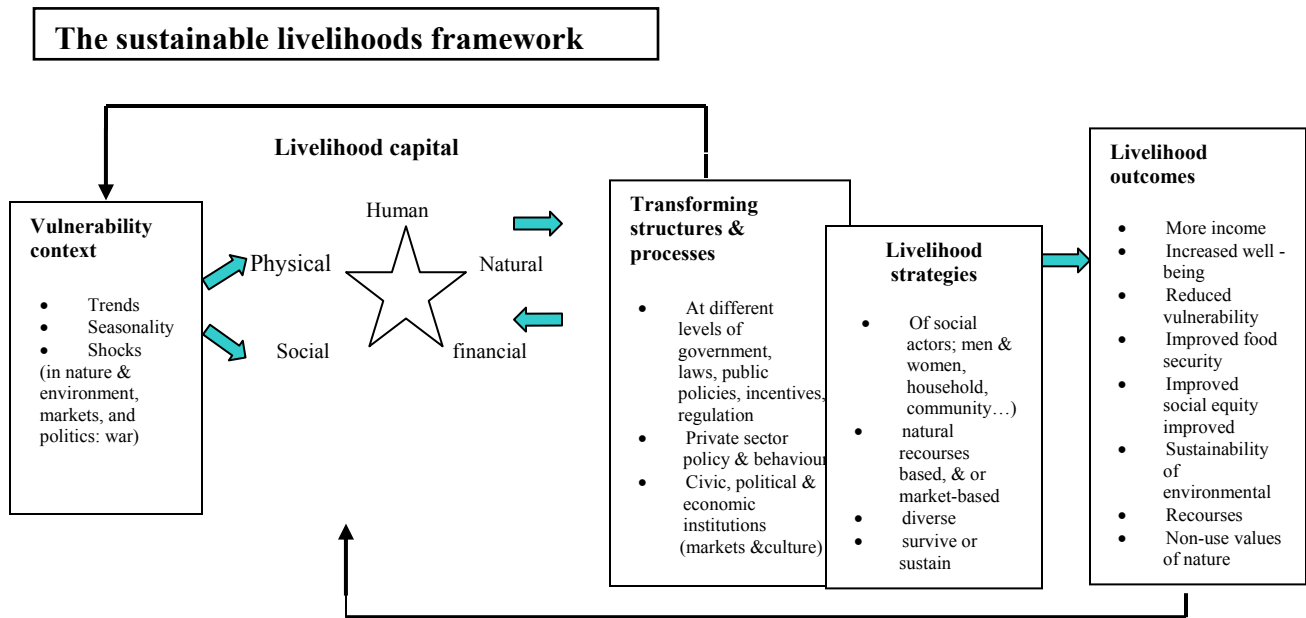 The sustainable livelihoods framework
Livelihood capital
Vulnerability
context
• Trends
• Seasonality
• Shocks
(in nature &
environment,
markets, and
politics: war)
Human
Physical
Natural
Social
financial
Transforming
structures &
processes
• At different
levels of
government,
laws, public
policies, incentives,
regulation
• Private sector
policy & behaviour
• Civic, political &
economic
institutions
(markets &culture)
Livelihood
strategies
• Of social
actors; men &
women,
household,
community…)
• natural
recourses
based, & or
market-based
• diverse
• survive or
sustain
Livelihood
outcomes
• More income
• Increased well -
being
• Reduced
vulnerability
• Improved food
security
• Improved
social equity
improved
• Sustainability
of
environmental
• Recourses
• Non-use values
of nature